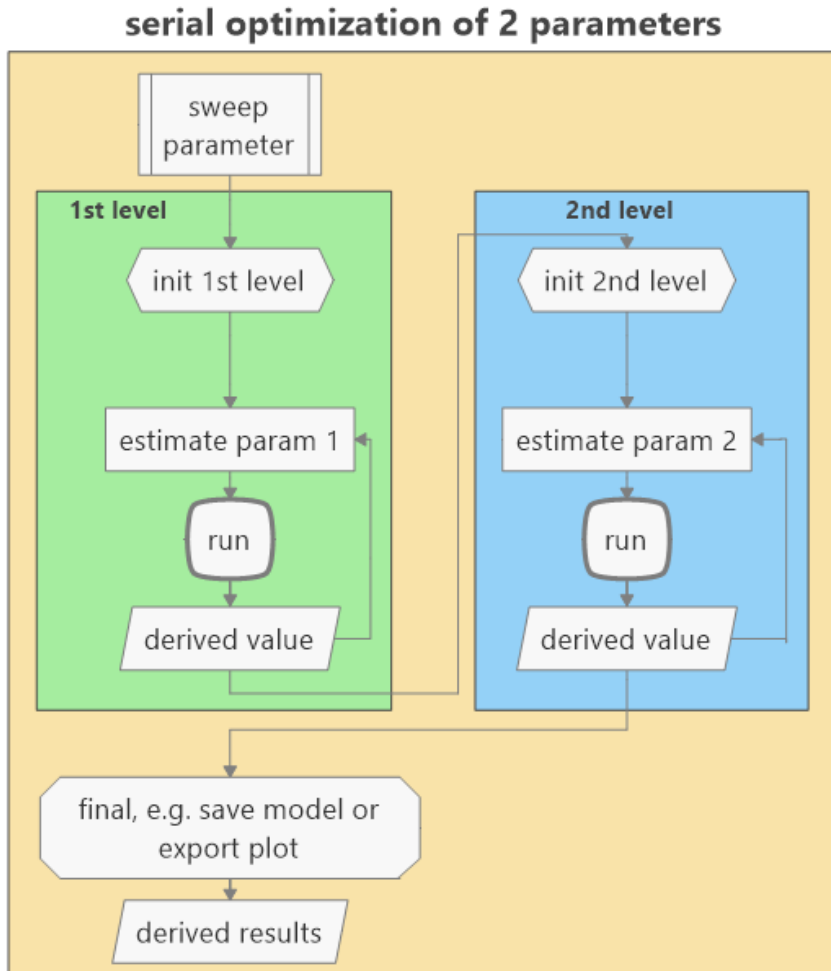 serial optimization of 2 parameters
sweep
parameter
1st level
init 1st level
estimate param 1
run
derived value
2nd level
init 2nd level
estimate param 2
run
derived value
final, e.g. save model or
export plot
derived results